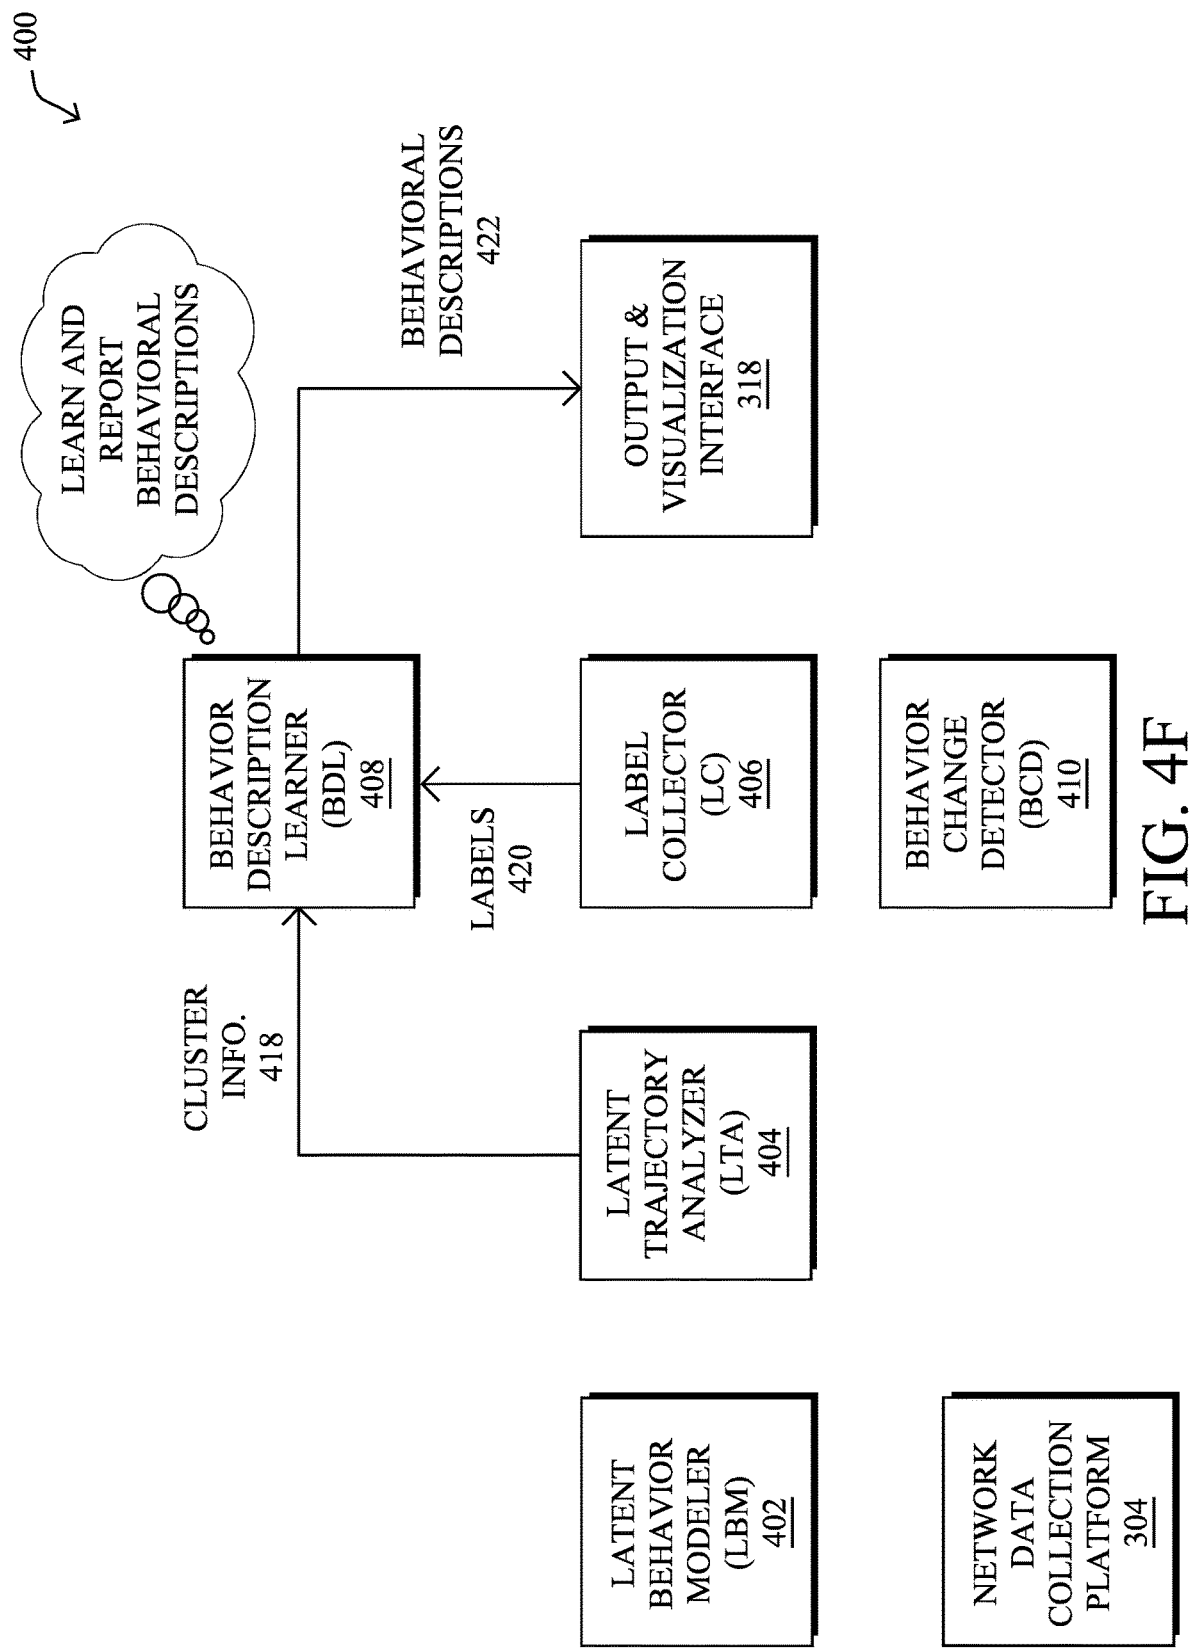 400
LEARN AND
REPORT
BEHAVIORAL
DESCRIPTIONS
CLUSTER
INFO.
418
BEHAVIOR
DESCRIPTION
LEARNER
(BDL)
408
BEHAVIORAL
DESCRIPTIONS
422
LABELS
420
LATENT
BEHAVIOR
MODELER
(LBM)
402
LATENT
TRAJECTORY
ANALYZER
(LTA)
404
LABEL
COLLECTOR
(LC)
406
OUTPUT &
VISUALIZATION
INTERFACE
318
NETWORK
DATA
COLLECTION
PLATFORM
304
BEHAVIOR
CHANGE
DETECTOR
(BCD)
410
FIG. 4F